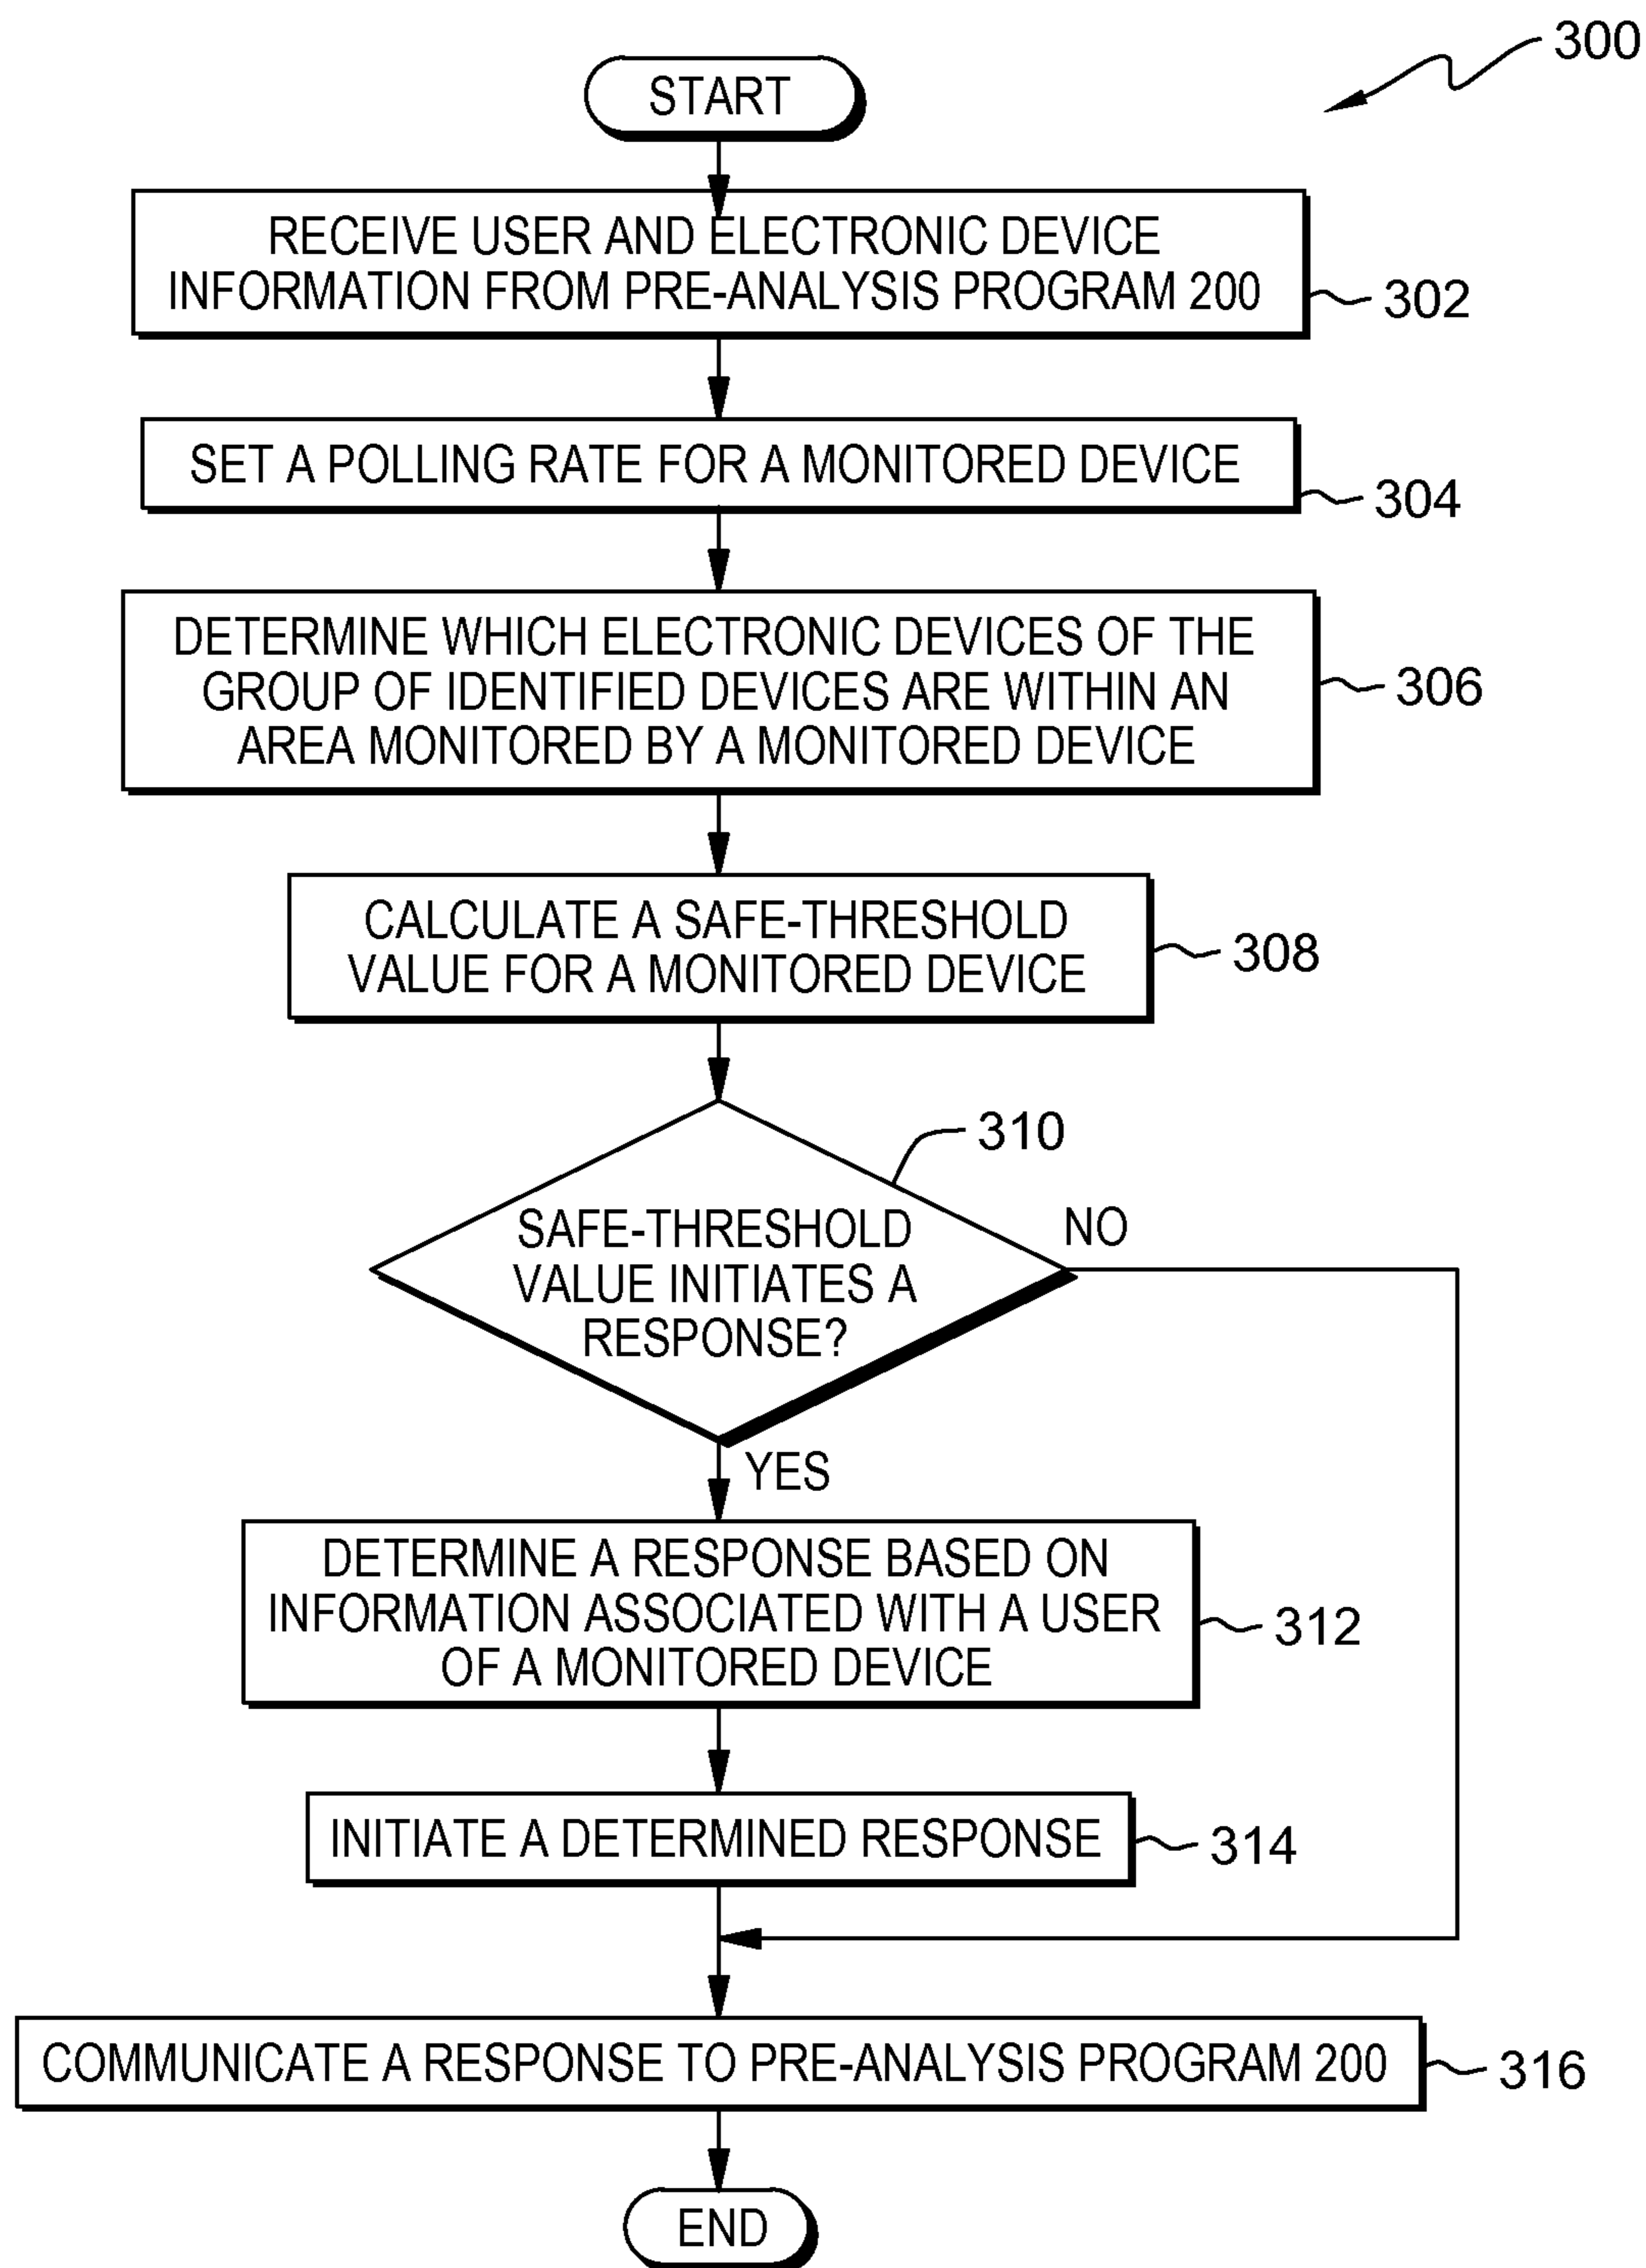 300
START
RECEIVE USER AND ELECTRONIC DEVICE
INFORMATION FROM PRE-ANALYSIS PROGRAM 200
302
SET A POLLING RATE FOR A MONITORED DEVICE
304
DETERMINE WHICH ELECTRONIC DEVICES OF THE
GROUP OF IDENTIFIED DEVICES ARE WITHIN AN
AREA MONITORED BY A MONITORED DEVICE
306
CALCULATE A SAFE-THRESHOLD
VALUE FOR A MONITORED DEVICE
308
310
SAFE-THRESHOLD
VALUE INITIATES A
RESPONSE?
NO
YES
DETERMINE A RESPONSE BASED ON
INFORMATION ASSOCIATED WITH A USER
OF A MONITORED DEVICE
312
INITIATE A DETERMINED RESPONSE
314
COMMUNICATE A RESPONSE TO PRE-ANALYSIS PROGRAM 200
316
END